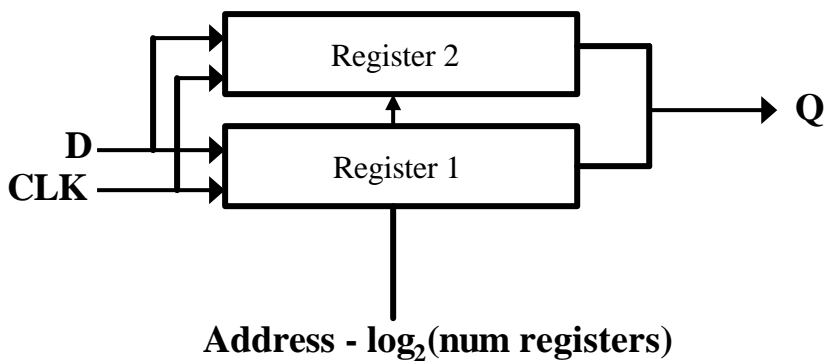 Register 2
Q
D
Register 1
CLK
Address - log₂(num registers)